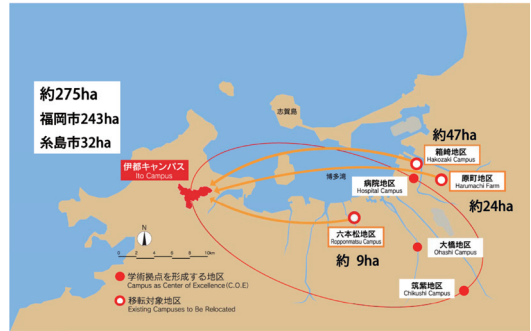 約275ha
福岡市243ha
糸島市32ha
志賀島
約47ha
箱崎地区
Hakozaki Campus
伊都キャンパス
Ito Campus
博多湾
病院地区
Hospital Campus
原町地区
Harumachi Farm
約24ha
六本松地区
Ropponmatsu Campus
約 9ha
大橋地区
Ohashi Campus
筑紫地区
Chikushi Campus
N
0 2 4 6 8 10km
学術拠点を形成する地区
Campus as Center of Excellence(C.O.E)
移転対象地区
Existing Campuses to Be Relocated